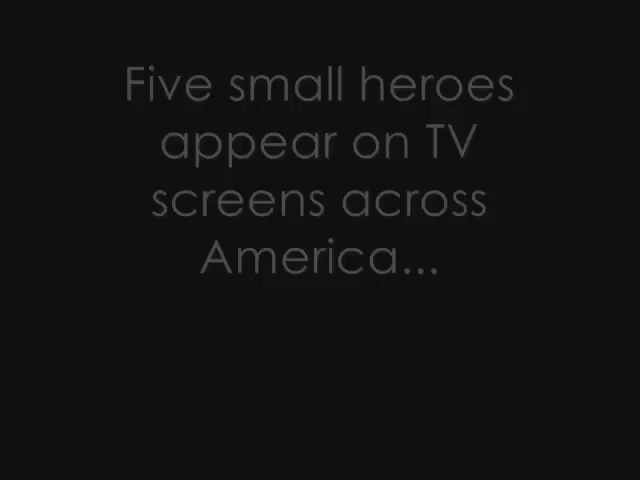 Five small heroes
appear on TV
screens across
America...